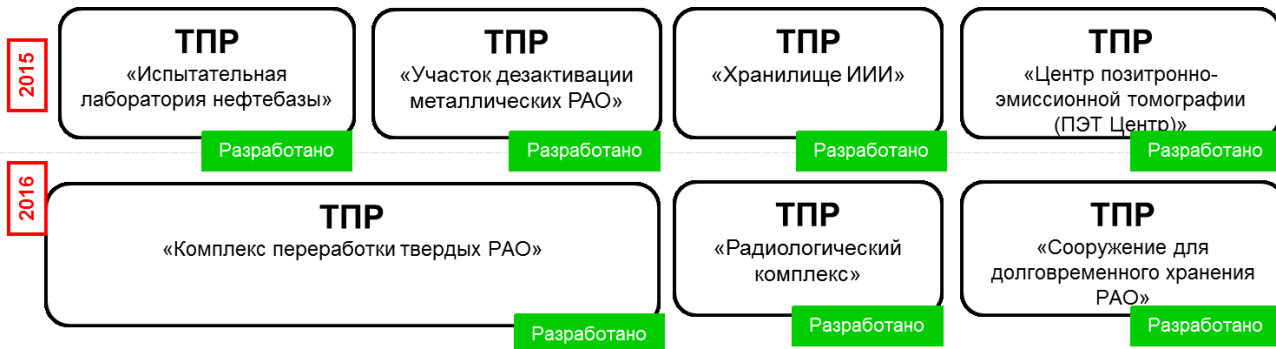 2015
ТПР
«Испытательная
лаборатория нефтебазы»
Разработано
ТПР
«Участок дезактивации
металлических РАО»
Разработано
ТПР
«Хранилище ИИИ»
Разработано
ТПР
«Центр позитронно-
эмиссионной томографии
(ПЭТ Центр)»
Разработано
2016
ТПР
«Комплекс переработки твердых РАО»
Разработано
ТПР
«Радиологический
комплекс»
Разработано
ТПР
«Сооружение для
долговременного хранения
РАО»
Разработано